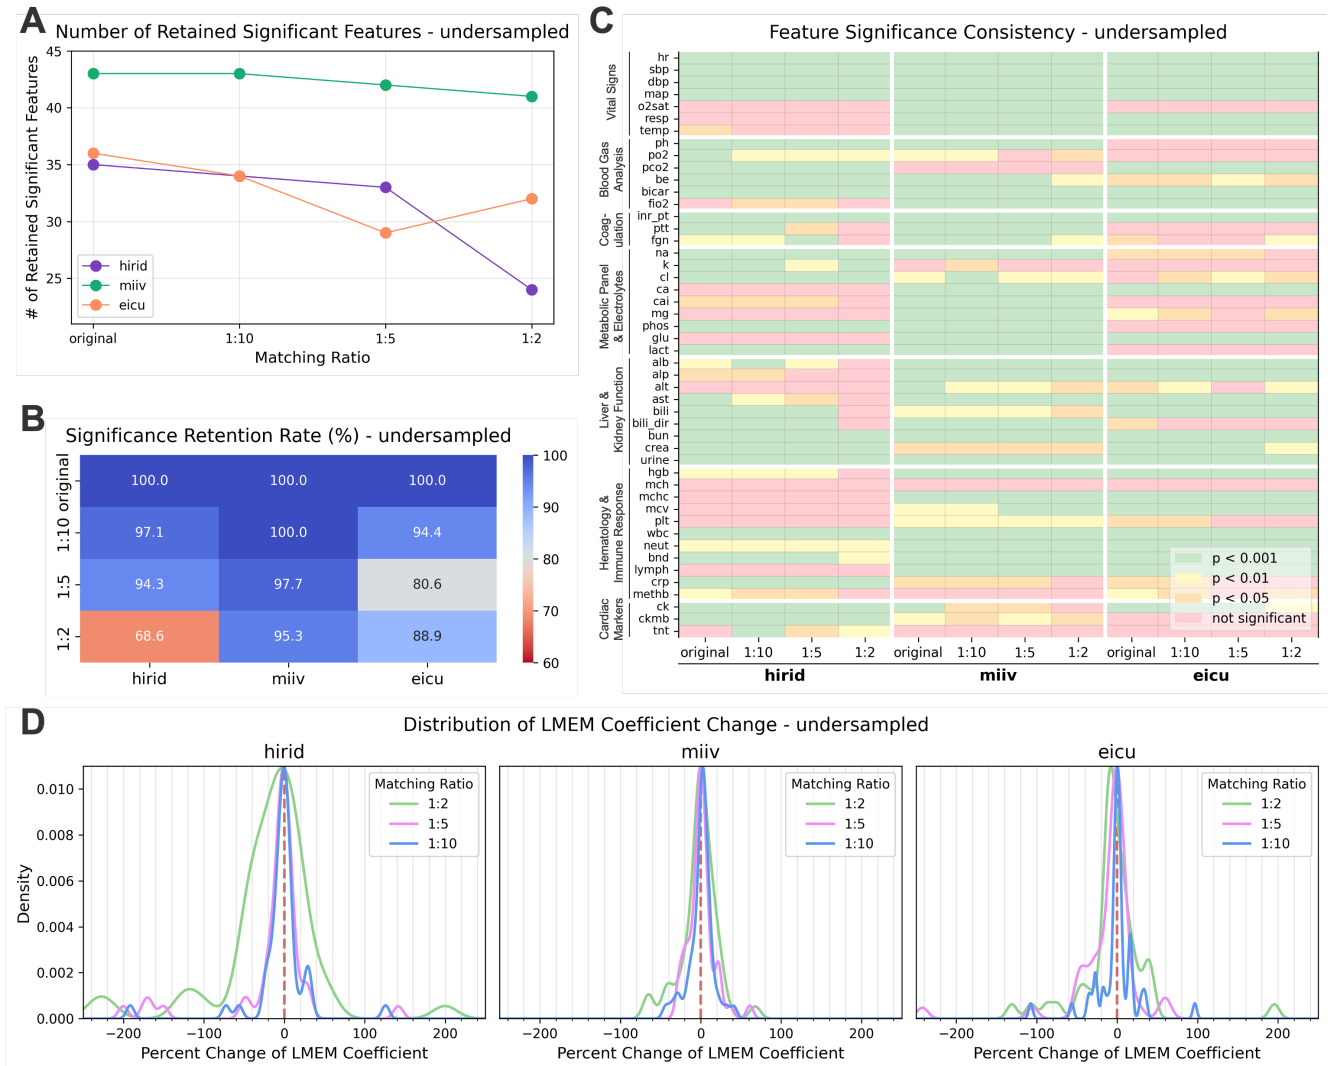 A
Number of Retained Significant Features - undersampled
# of Retained Significant Features
45
40
35
30
25
hirid
miiv
eicu
original
1:10
1:5
1:2
Matching Ratio
B
Significance Retention Rate (%) - undersampled
original
1:10
1:5
1:2
100.0 100.0 100.0
97.1 100.0 94.4
94.3 97.7 80.6
68.6 95.3 88.9
hirid miiv eicu
100
90
80
70
60
C
Feature Significance Consistency - undersampled
Vital Signs
hr
sbp
dbp
map
o2sat
resp
temp
Blood Gas
Analysis
ph
po2
pco2
be
bicar
fio2
Coag-
ulation
inr_pt
ptt
fgn
Metabolic Panel
& Electrolytes
na
k
cl
ca
cai
mg
phos
glu
lact
Liver &
Kidney Function
alb
alp
alt
ast
bili
bili_dir
bun
crea
urine
Hematology &
Immune Response
hgb
mch
mchc
mcv
plt
wbc
neut
bnd
lymph
crp
methb
Cardiac
Markers
ck
ckmb
tnt
p < 0.001
p < 0.01
p < 0.05
not significant
original 1:10 1:5 1:2 original 1:10 1:5 1:2 original 1:10 1:5 1:2
hirid miiv eicu
D
Distribution of LMEM Coefficient Change - undersampled
hirid
Density
0.010
0.008
0.006
0.004
0.002
0.000
Matching Ratio
1:2
1:5
1:10
−200 −100 0 100 200
Percent Change of LMEM Coefficient
miiv
Matching Ratio
1:2
1:5
1:10
−200 −100 0 100 200
Percent Change of LMEM Coefficient
eicu
Matching Ratio
1:2
1:5
1:10
−200 −100 0 100 200
Percent Change of LMEM Coefficient